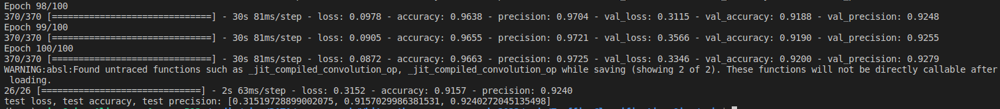 Epoch 98/100
370/370 [==============================] - 30s 81ms/step - loss: 0.0978 - accuracy: 0.9638 - precision: 0.9704 - val_loss: 0.3115 - val_accuracy: 0.9188 - val_precision: 0.9248
Epoch 99/100
370/370 [==============================] - 30s 81ms/step - loss: 0.0905 - accuracy: 0.9655 - precision: 0.9721 - val_loss: 0.3566 - val_accuracy: 0.9190 - val_precision: 0.9255
Epoch 100/100
370/370 [==============================] - 30s 81ms/step - loss: 0.0872 - accuracy: 0.9663 - precision: 0.9725 - val_loss: 0.3346 - val_accuracy: 0.9200 - val_precision: 0.9279
WARNING:absl:Found untraced functions such as _jit_compiled_convolution_op, _jit_compiled_convolution_op while saving (showing 2 of 2). These functions will not be directly callable after
loading.
26/26 [==============================] - 2s 63ms/step - loss: 0.3152 - accuracy: 0.9157 - precision: 0.9240
test loss, test accuracy, test precision: [0.31519728899002075, 0.9157029986381531, 0.9240272045135498]